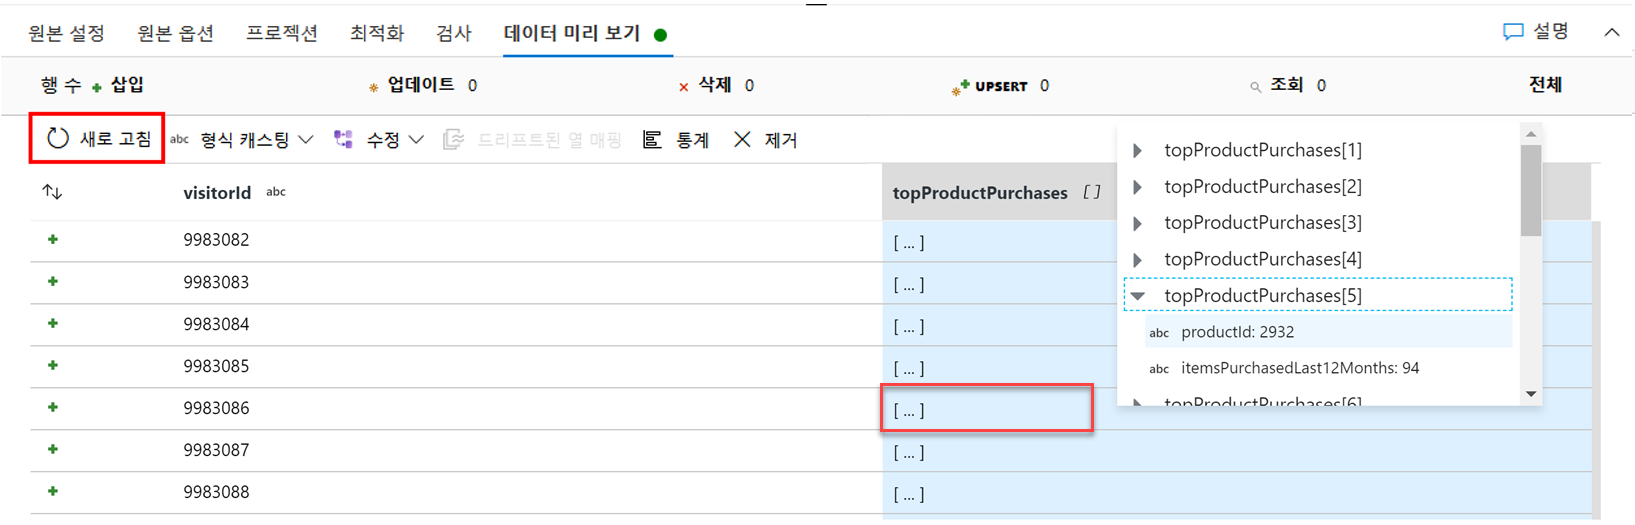 원본 설정 원본 옵션 프로젝션 최적화 검사 데이터 미리 보기 설명
행 수 삽입 업데이트 0 삭제 0 UPSERT 0 조회 0 전체
새로 고침 abc 형식 캐스팅 수정 드리프트된 열 매핑 통계 제거
visitorId abc topProductPurchases []
9983082 [ ... ]
9983083 [ ... ]
9983084 [ ... ]
9983085 [ ... ]
9983086 [ ... ]
9983087 [ ... ]
9983088 [ ... ]
topProductPurchases[1]
topProductPurchases[2]
topProductPurchases[3]
topProductPurchases[4]
topProductPurchases[5]
abc productId: 2932
abc itemsPurchasedLast12Months: 94
topProductPurchases[6]